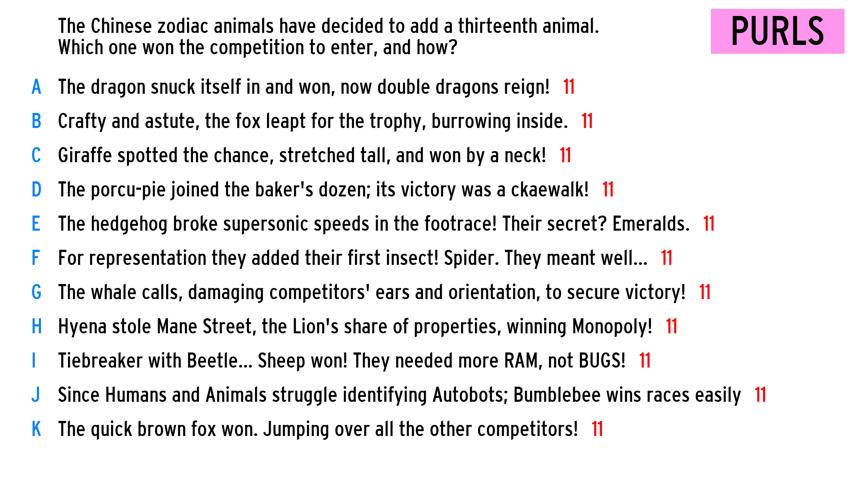 The Chinese zodiac animals have decided to add a thirteenth animal.
Which one won the competition to enter, and how?
PURLS
A The dragon snuck itself in and won, now double dragons reign! 11
B Crafty and astute, the fox leapt for the trophy, burrowing inside. 11
C Giraffe spotted the chance, stretched tall, and won by a neck! 11
D The porcu-pie joined the baker's dozen; its victory was a ckaewalk! 11
E The hedgehog broke supersonic speeds in the footrace! Their secret? Emeralds. 11
F For representation they added their first insect! Spider. They meant well... 11
G The whale calls, damaging competitors' ears and orientation, to secure victory! 11
H Hyena stole Mane Street, the Lion's share of properties, winning Monopoly! 11
I Tiebreaker with Beetle... Sheep won! They needed more RAM, not BUGS! 11
J Since Humans and Animals struggle identifying Autobots; Bumblebee wins races easily 11
K The quick brown fox won. Jumping over all the other competitors! 11